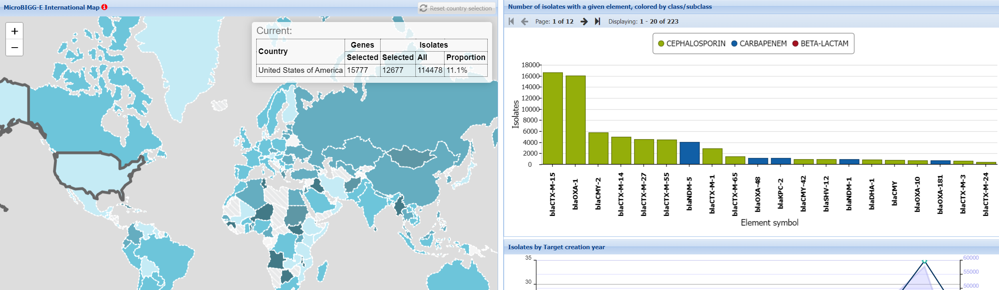 MicroBIGG-E International Map
Reset country selection
+
−
Current:
Country Genes Isolates
Selected Selected All Proportion
United States of America 15777 12677 114478 11.1%
Number of isolates with a given element, colored by class/subclass
Page: 1 of 12 Displaying: 1 - 20 of 223
CEPHALOSPORIN CARBAPENEM BETA-LACTAM
Isolates
18000
16000
14000
12000
10000
8000
6000
4000
2000
0
blaCTX-M-15
blaOXA-1
blaCMY-2
blaCTX-M-14
blaCTX-M-27
blaCTX-M-55
blaNDM-5
blaCTX-M-1
blaCTX-M-65
blaOXA-48
blaKPC-2
blaCMY-42
blaSHV-12
blaNDM-1
blaDHA-1
blaCMY
blaOXA-10
blaOXA-181
blaCTX-M-3
blaCTX-M-24
Element symbol
Isolates by Target creation year
35
30
60000
55000
50000